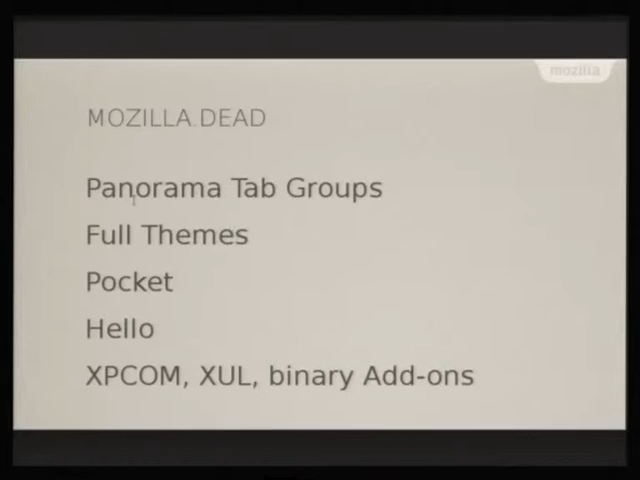 mozilla
MOZILLA.DEAD
Panorama Tab Groups
Full Themes
Pocket
Hello
XPCOM, XUL, binary Add-ons